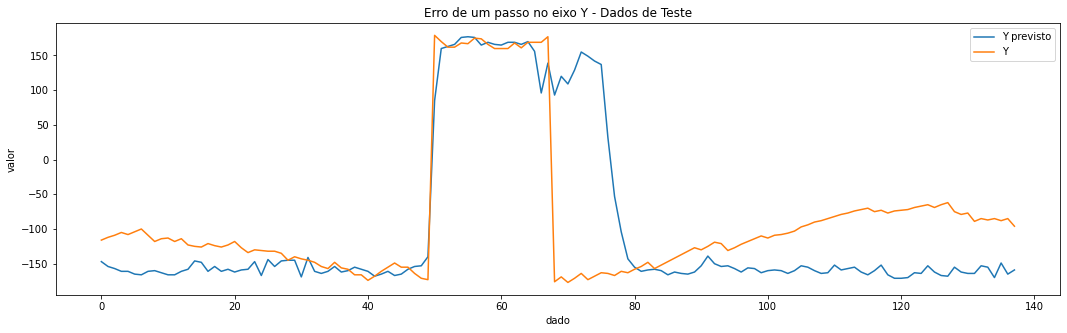 Erro de um passo no eixo Y - Dados de Teste
Y previsto
Y
valor
150
100
50
0
−50
−100
−150
0 20 40 60 80 100 120 140
dado